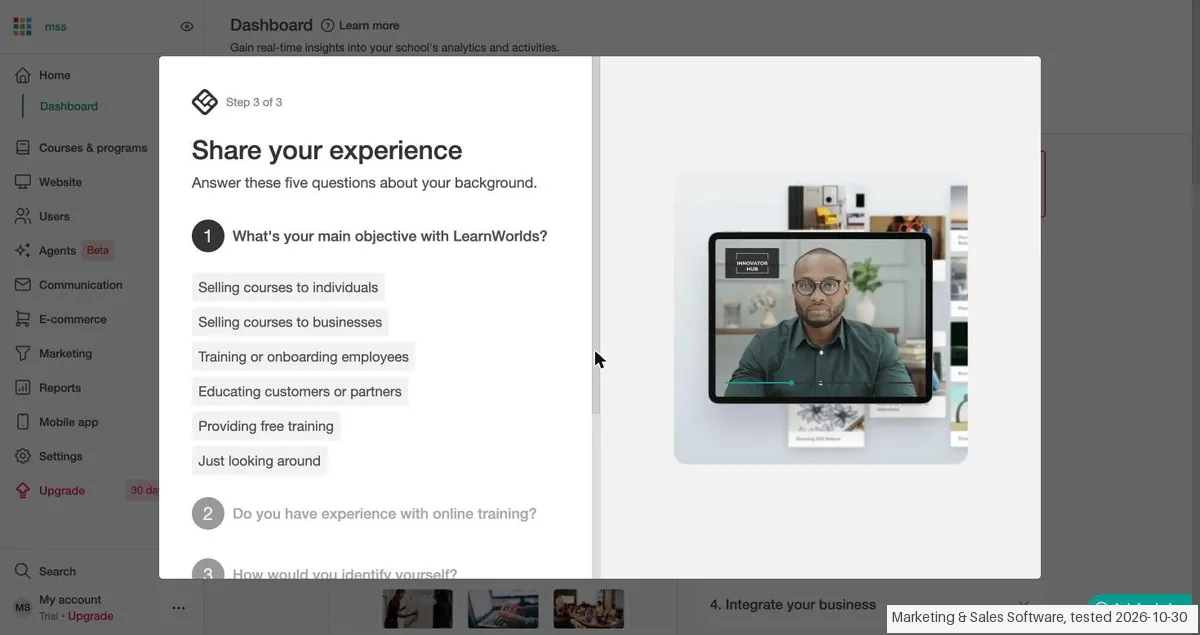 mss
Dashboard
Learn more
Gain real-time insights into your school's analytics and activities.
Home
Dashboard
Courses & programs
Website
Users
Agents Beta
Communication
E-commerce
Marketing
Reports
Mobile app
Settings
Upgrade 30 day
Search
MS
My account
Trial • Upgrade
Step 3 of 3
Share your experience
Answer these five questions about your background.
1 What's your main objective with LearnWorlds?
Selling courses to individuals
Selling courses to businesses
Training or onboarding employees
Educating customers or partners
Providing free training
Just looking around
2 Do you have experience with online training?
3 How would you identify yourself?
INNOVATOR
HUB
4. Integrate your business
Marketing & Sales Software, tested 2026-10-30